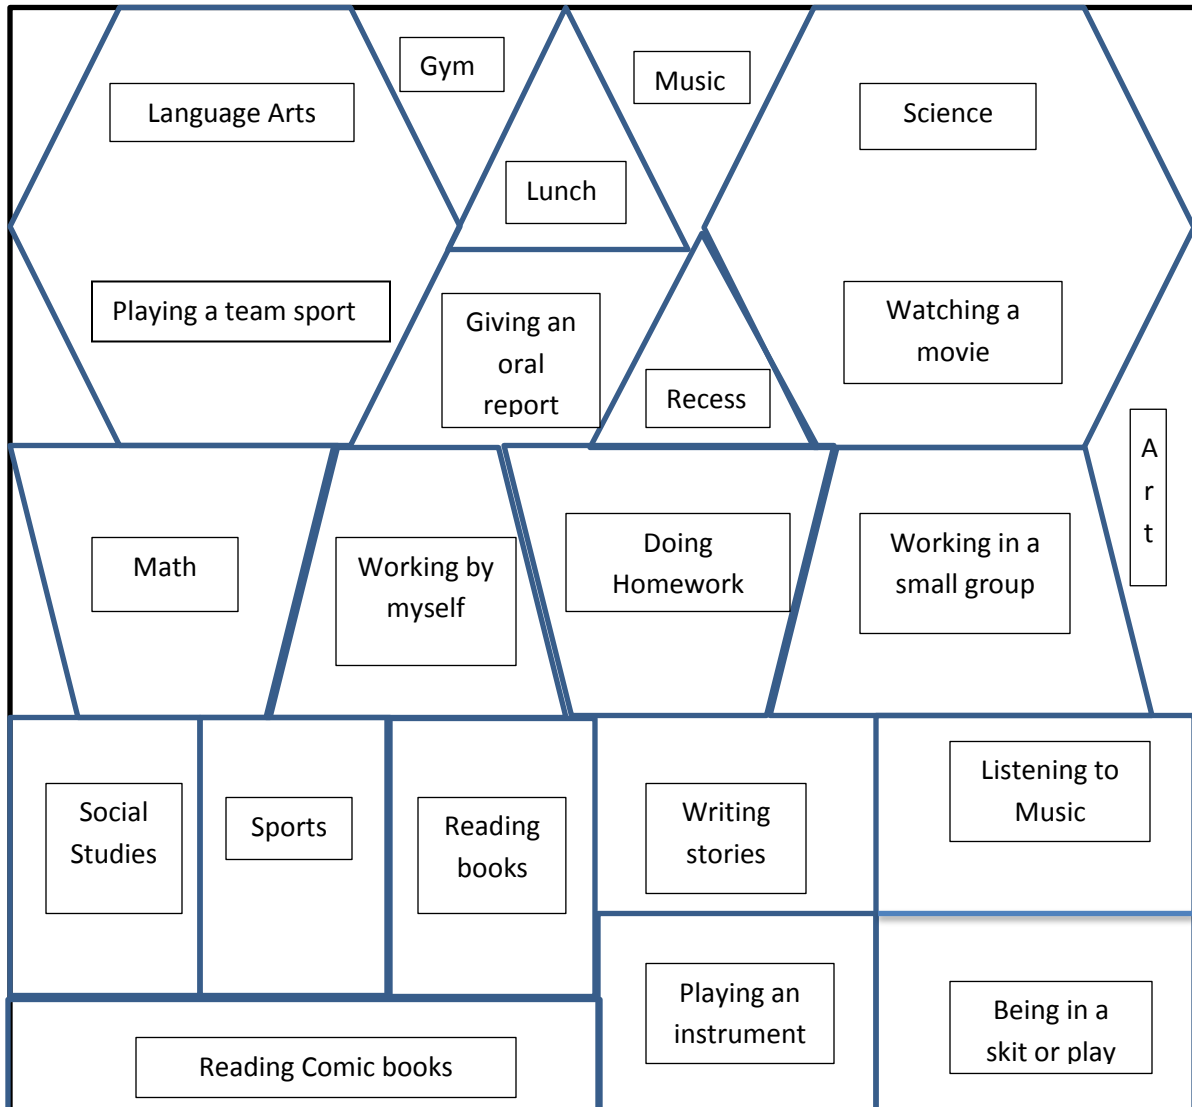 Gym
Music
Language Arts
Science
Lunch
Playing a team sport
Giving an
oral
report
Watching a
movie
Recess
A
r
t
Math
Working by
myself
Doing
Homework
Working in a
small group
Social
Studies
Sports
Reading
books
Writing
stories
Listening to
Music
Playing an
instrument
Being in a
skit or play
Reading Comic books